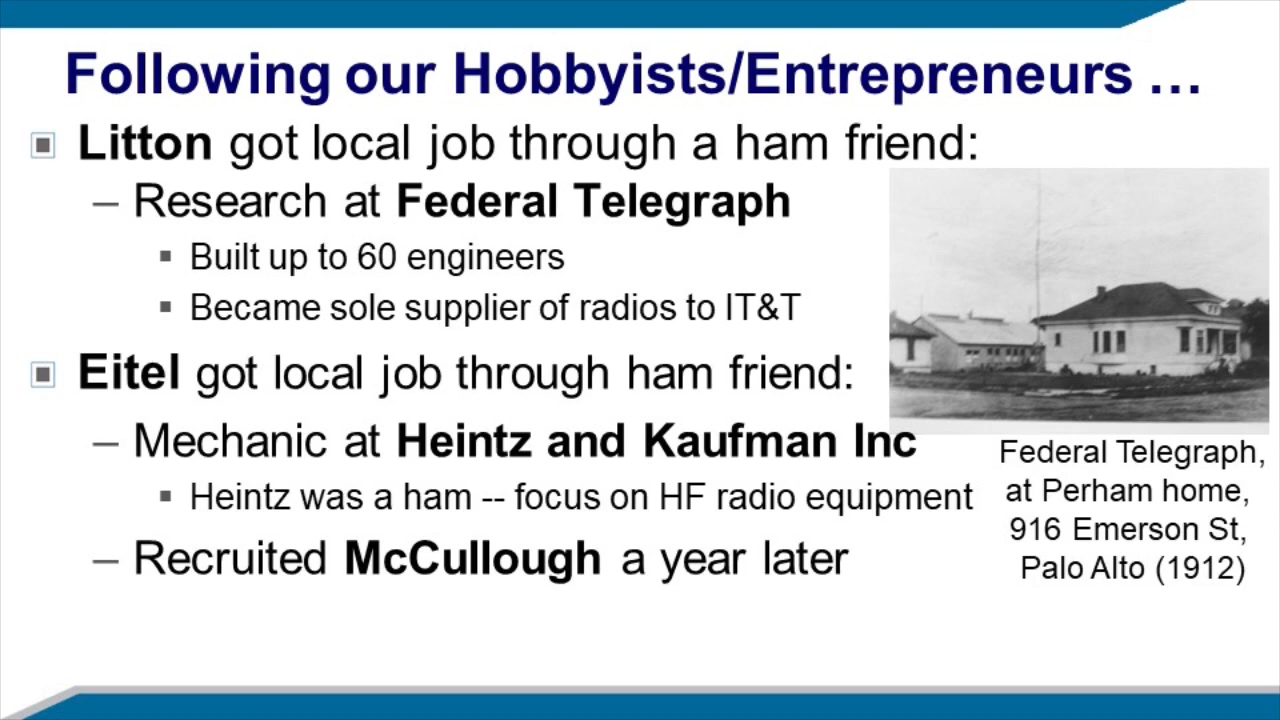 Following our Hobbyists/Entrepreneurs …
Litton got local job through a ham friend:
– Research at Federal Telegraph
Built up to 60 engineers
Became sole supplier of radios to IT&T
Eitel got local job through ham friend:
– Mechanic at Heintz and Kaufman Inc
Heintz was a ham -- focus on HF radio equipment
– Recruited McCullough a year later
Federal Telegraph,
at Perham home,
916 Emerson St,
Palo Alto (1912)